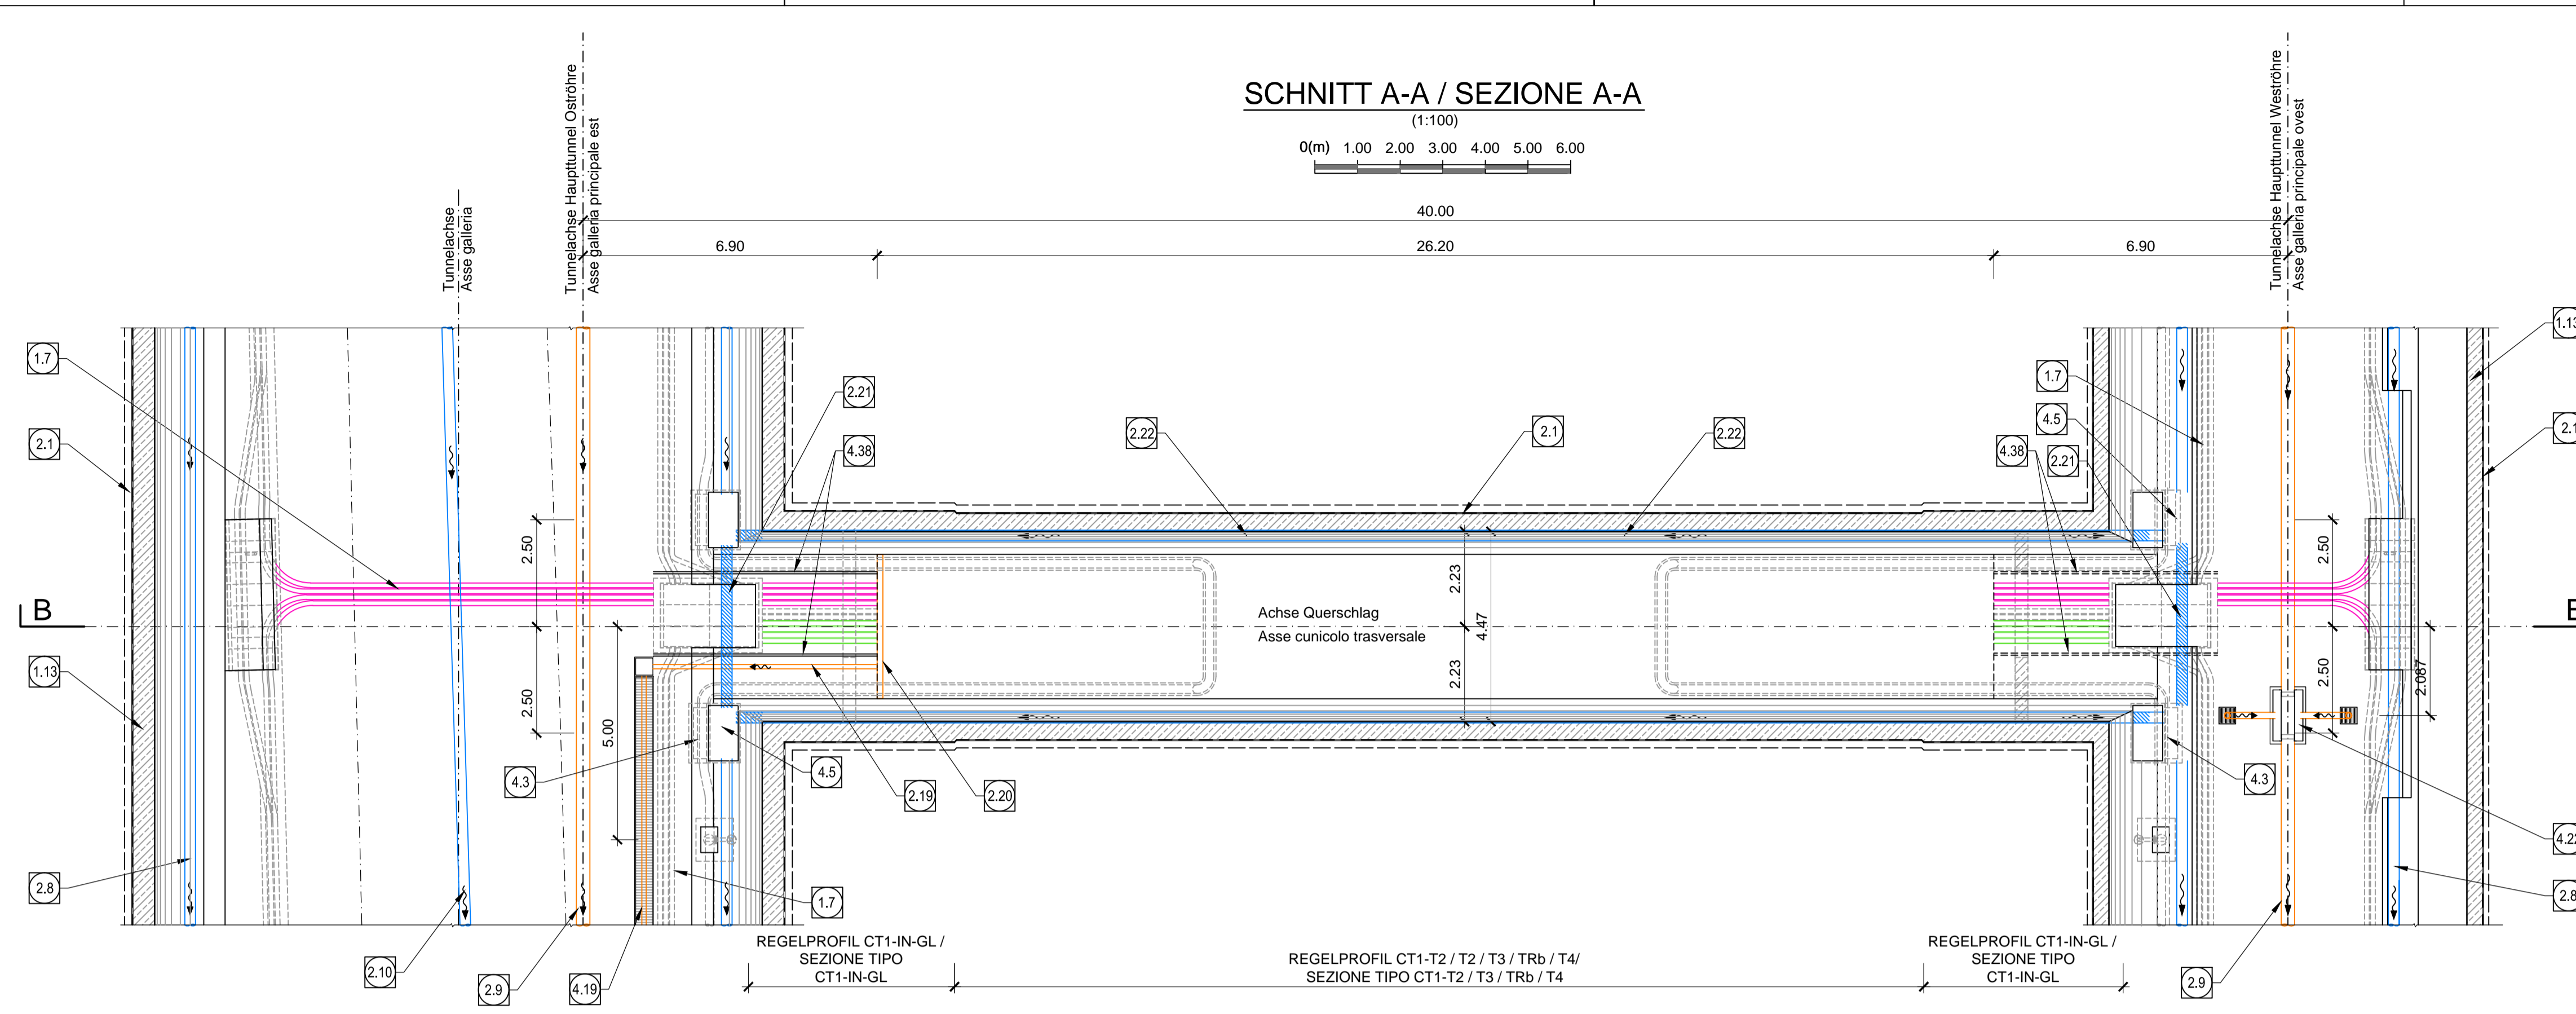 SCHNITT A-A / SEZIONE A-A
(1:100)
0(m) 1.00 2.00 3.00 4.00 5.00 6.00
Tunnelachse
Asse galleria
Tunnelachse Haupttunnel Oströhre
Asse galleria principale est
Tunnelachse Haupttunnel Weströhre
Asse galleria principale ovest
40.00
6.90
26.20
6.90
1.7
2.1
1.13
2.8
2.21
4.38
2.22
2.1
2.22
1.7
4.5
4.38
2.21
2.50
2.50
5.00
B
Achse Querschlag
Asse cunicolo trasversale
2.23
2.23
4.47
2.50
2.50
2.087
4.3
4.5
2.19
2.20
1.7
4.3
2.10
2.9
4.19
2.9
REGELPROFIL CT1-IN-GL /
SEZIONE TIPO
CT1-IN-GL
REGELPROFIL CT1-T2 / T2 / T3 / TRb / T4/
SEZIONE TIPO CT1-T2 / T3 / TRb / T4
REGELPROFIL CT1-IN-GL /
SEZIONE TIPO
CT1-IN-GL